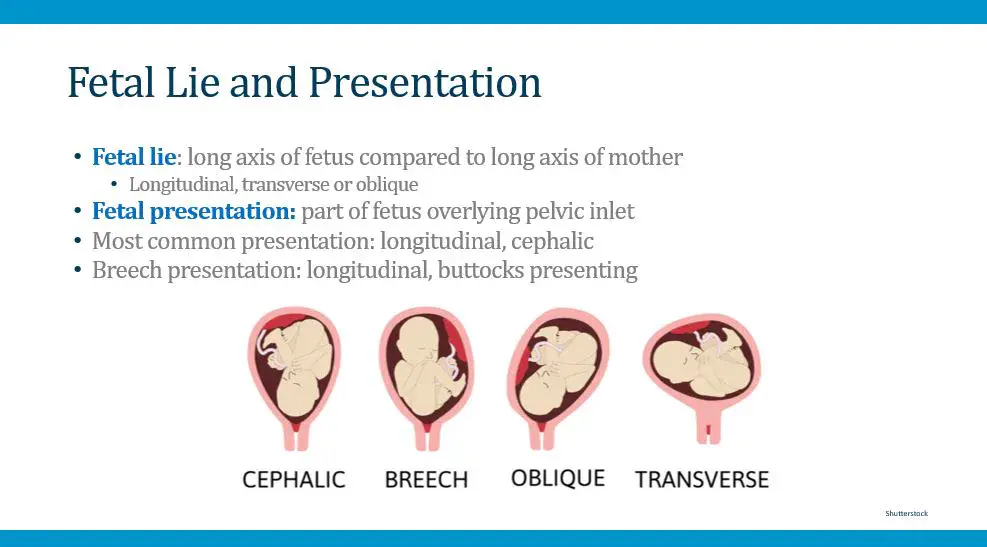 Fetal Lie and Presentation
• Fetal lie: long axis of fetus compared to long axis of mother
• Longitudinal, transverse or oblique
• Fetal presentation: part of fetus overlying pelvic inlet
• Most common presentation: longitudinal, cephalic
• Breech presentation: longitudinal, buttocks presenting
CEPHALIC BREECH OBLIQUE TRANSVERSE
Shutterstock